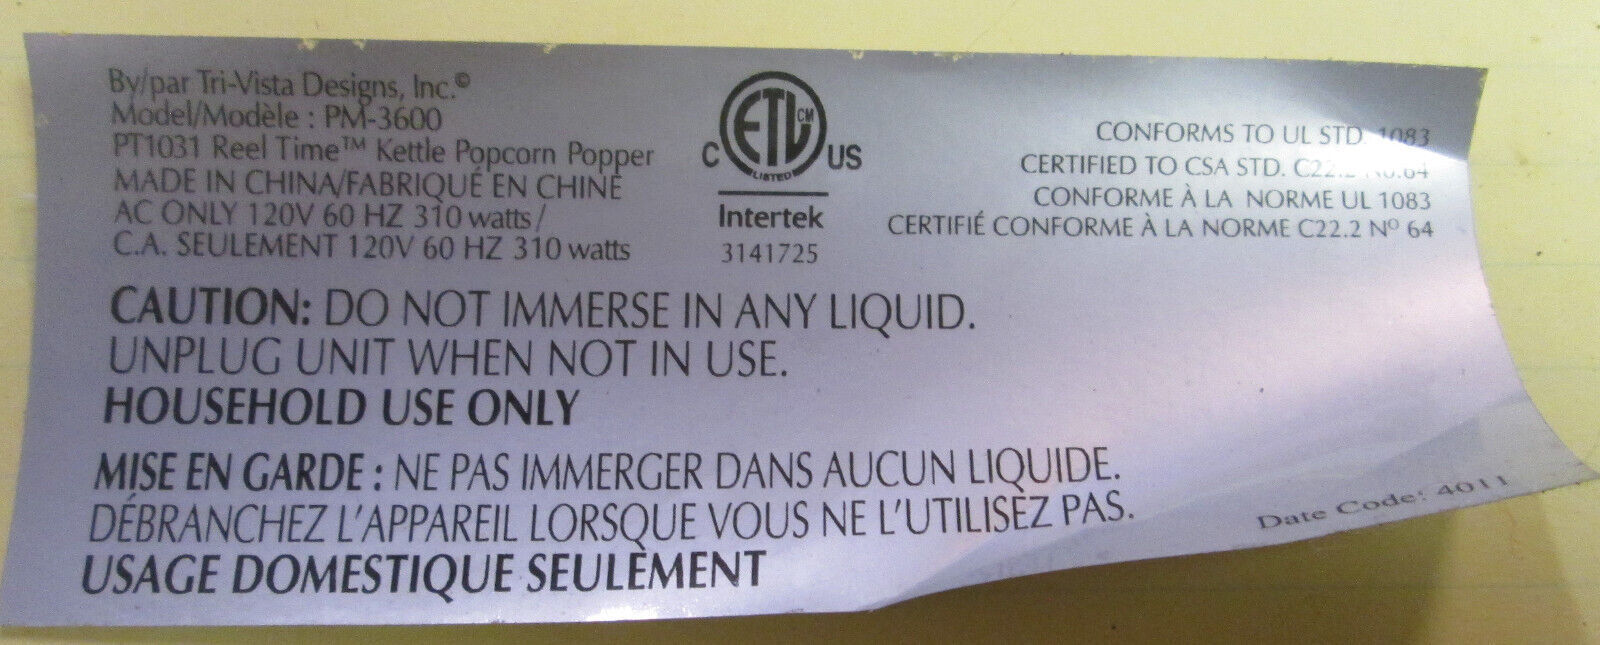 By/par Tri-Vista Designs, Inc.©
Model/Modèle : PM-3600
PT1031 Reel Time™ Kettle Popcorn Popper
MADE IN CHINA/FABRIQUÉ EN CHINE
AC ONLY 120V 60 HZ 310 watts/
C.A. SEULEMENT 120V 60 HZ 310 watts
ETL CM
LISTED
C US
Intertek
3141725
CONFORMS TO UL STD. 1083
CERTIFIED TO CSA STD. C22.2 No.64
CONFORME À LA NORME UL 1083
CERTIFIÉ CONFORME À LA NORME C22.2 Nº 64
CAUTION: DO NOT IMMERSE IN ANY LIQUID.
UNPLUG UNIT WHEN NOT IN USE.
HOUSEHOLD USE ONLY
MISE EN GARDE : NE PAS IMMERGER DANS AUCUN LIQUIDE.
DÉBRANCHEZ L'APPAREIL LORSQUE VOUS NE L'UTILISEZ PAS.
USAGE DOMESTIQUE SEULEMENT
Date Code: 4011